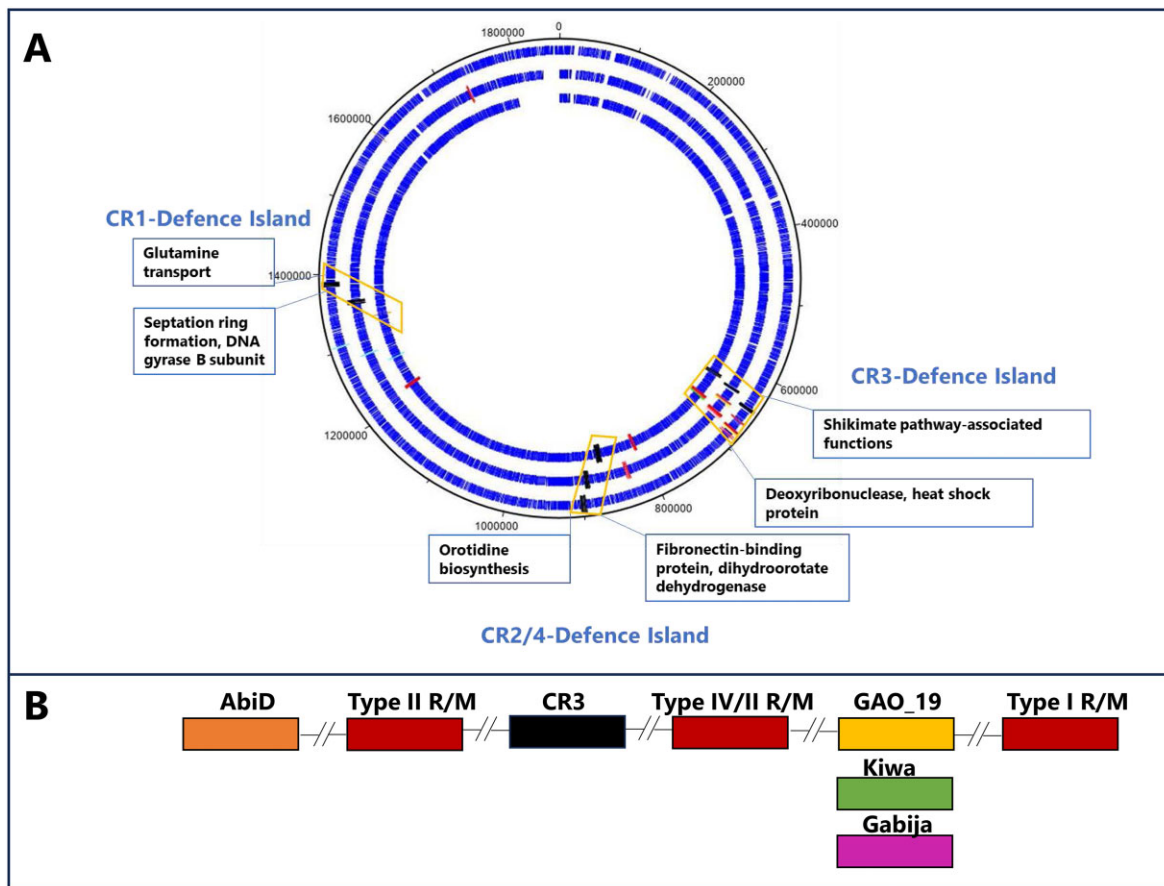 A
0
1800000
200000
1600000
400000
CR1-Defence Island
Glutamine
transport
1400000
Septation ring
formation, DNA
gyrase B subunit
CR3-Defence Island
600000
Shikimate pathway-associated
functions
1200000
Deoxyribonuclease, heat shock
protein
800000
1000000
Orotidine
biosynthesis
Fibronectin-binding
protein, dihydroorotate
dehydrogenase
CR2/4-Defence Island
B
AbiD
Type II R/M
CR3
Type IV/II R/M
GAO_19
Type I R/M
Kiwa
Gabija